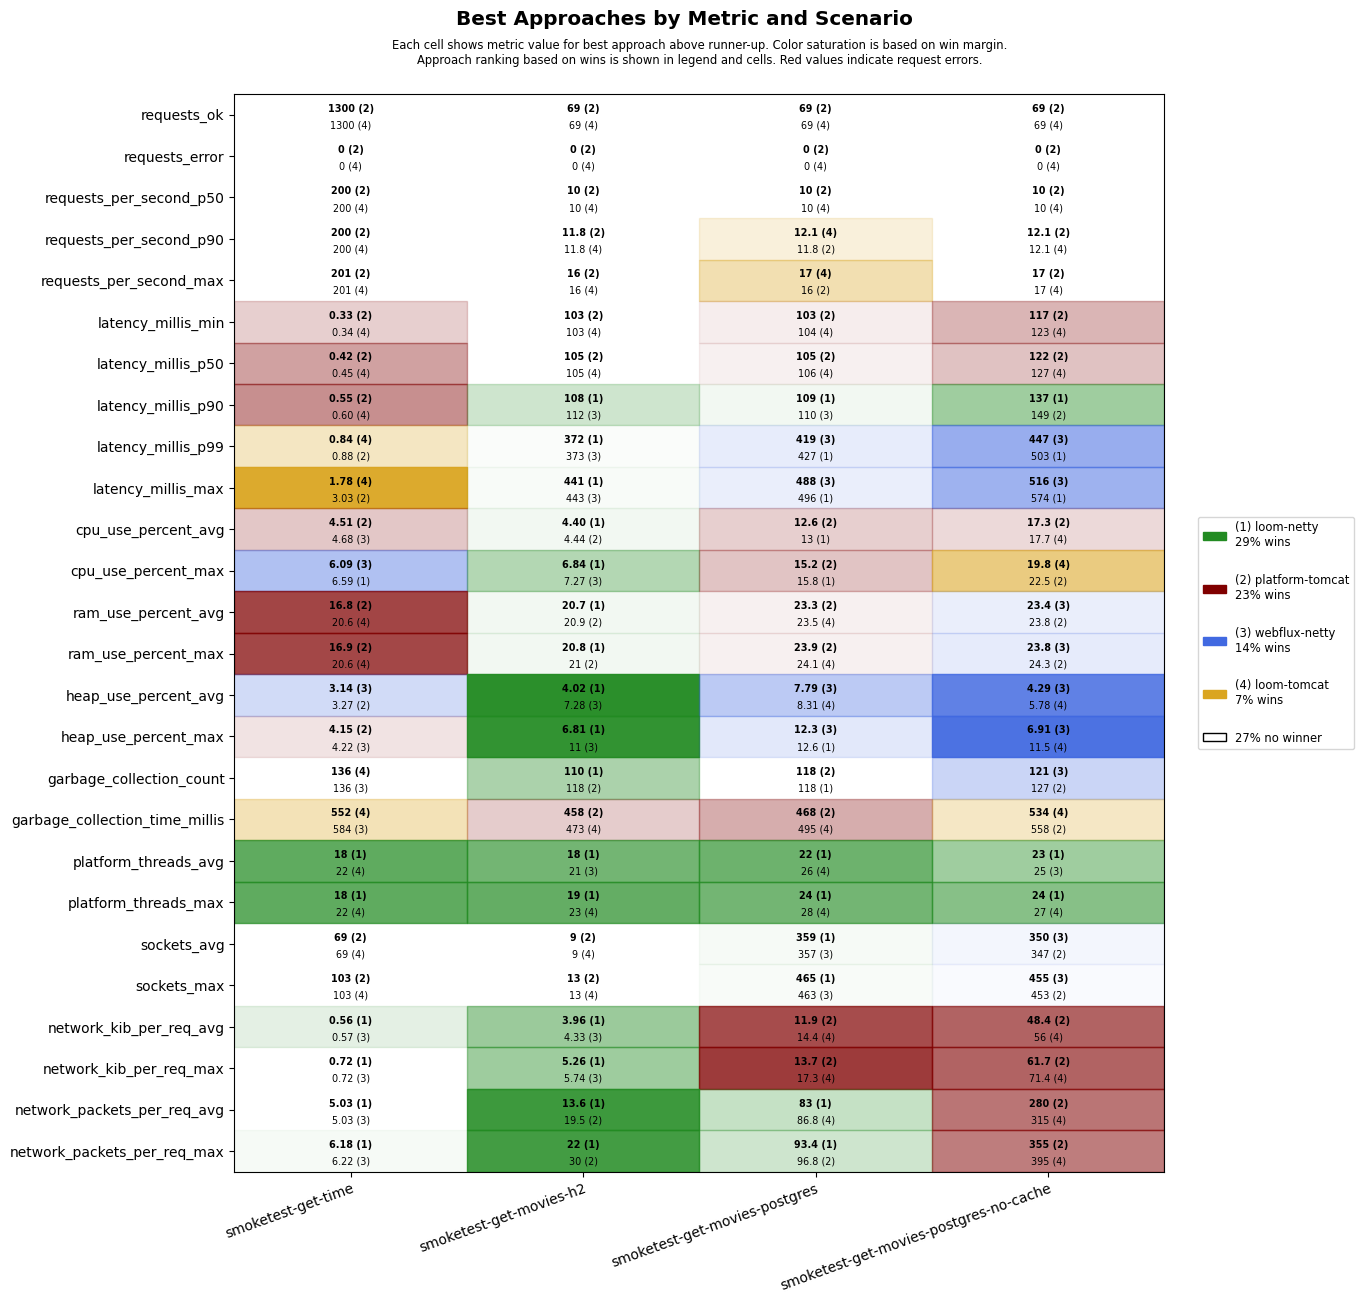 Best Approaches by Metric and Scenario
Each cell shows metric value for best approach above runner-up. Color saturation is based on win margin.
Approach ranking based on wins is shown in legend and cells. Red values indicate request errors.
requests_ok
1300 (2) 69 (2) 69 (2) 69 (2)
1300 (4) 69 (4) 69 (4) 69 (4)
requests_error
0 (2) 0 (2) 0 (2) 0 (2)
0 (4) 0 (4) 0 (4) 0 (4)
requests_per_second_p50
200 (2) 10 (2) 10 (2) 10 (2)
200 (4) 10 (4) 10 (4) 10 (4)
requests_per_second_p90
200 (2) 11.8 (2) 12.1 (4) 12.1 (2)
200 (4) 11.8 (4) 11.8 (2) 12.1 (4)
requests_per_second_max
201 (2) 16 (2) 17 (4) 17 (2)
201 (4) 16 (4) 16 (2) 17 (4)
latency_millis_min
0.33 (2) 103 (2) 103 (2) 117 (2)
0.34 (4) 103 (4) 104 (4) 123 (4)
latency_millis_p50
0.42 (2) 105 (2) 105 (2) 122 (2)
0.45 (4) 105 (4) 106 (4) 127 (4)
latency_millis_p90
0.55 (2) 108 (1) 109 (1) 137 (1)
0.60 (4) 112 (3) 110 (3) 149 (2)
latency_millis_p99
0.84 (4) 372 (1) 419 (3) 447 (3)
0.88 (2) 373 (3) 427 (1) 503 (1)
latency_millis_max
1.78 (4) 441 (1) 488 (3) 516 (3)
3.03 (2) 443 (3) 496 (1) 574 (1)
cpu_use_percent_avg
4.51 (2) 4.40 (1) 12.6 (2) 17.3 (2)
4.68 (3) 4.44 (2) 13 (1) 17.7 (4)
cpu_use_percent_max
6.09 (3) 6.84 (1) 15.2 (2) 19.8 (4)
6.59 (1) 7.27 (3) 15.8 (1) 22.5 (2)
ram_use_percent_avg
16.8 (2) 20.7 (1) 23.3 (2) 23.4 (3)
20.6 (4) 20.9 (2) 23.5 (4) 23.8 (2)
ram_use_percent_max
16.9 (2) 20.8 (1) 23.9 (2) 23.8 (3)
20.6 (4) 21 (2) 24.1 (4) 24.3 (2)
heap_use_percent_avg
3.14 (3) 4.02 (1) 7.79 (3) 4.29 (3)
3.27 (2) 7.28 (3) 8.31 (4) 5.78 (4)
heap_use_percent_max
4.15 (2) 6.81 (1) 12.3 (3) 6.91 (3)
4.22 (3) 11 (3) 12.6 (1) 11.5 (4)
garbage_collection_count
136 (4) 110 (1) 118 (2) 121 (3)
136 (3) 118 (2) 118 (1) 127 (2)
garbage_collection_time_millis
552 (4) 458 (2) 468 (2) 534 (4)
584 (3) 473 (4) 495 (4) 558 (2)
platform_threads_avg
18 (1) 18 (1) 22 (1) 23 (1)
22 (4) 21 (3) 26 (4) 25 (3)
platform_threads_max
18 (1) 19 (1) 24 (1) 24 (1)
22 (4) 23 (4) 28 (4) 27 (4)
sockets_avg
69 (2) 9 (2) 359 (1) 350 (3)
69 (4) 9 (4) 357 (3) 347 (2)
sockets_max
103 (2) 13 (2) 465 (1) 455 (3)
103 (4) 13 (4) 463 (3) 453 (2)
network_kib_per_req_avg
0.56 (1) 3.96 (1) 11.9 (2) 48.4 (2)
0.57 (3) 4.33 (3) 14.4 (4) 56 (4)
network_kib_per_req_max
0.72 (1) 5.26 (1) 13.7 (2) 61.7 (2)
0.72 (3) 5.74 (3) 17.3 (4) 71.4 (4)
network_packets_per_req_avg
5.03 (1) 13.6 (1) 83 (1) 280 (2)
5.03 (3) 19.5 (2) 86.8 (4) 315 (4)
network_packets_per_req_max
6.18 (1) 22 (1) 93.4 (1) 355 (2)
6.22 (3) 30 (2) 96.8 (2) 395 (4)
smoketest-get-time
smoketest-get-movies-h2
smoketest-get-movies-postgres
smoketest-get-movies-postgres-no-cache
(1) loom-netty
29% wins
(2) platform-tomcat
23% wins
(3) webflux-netty
14% wins
(4) loom-tomcat
7% wins
27% no winner